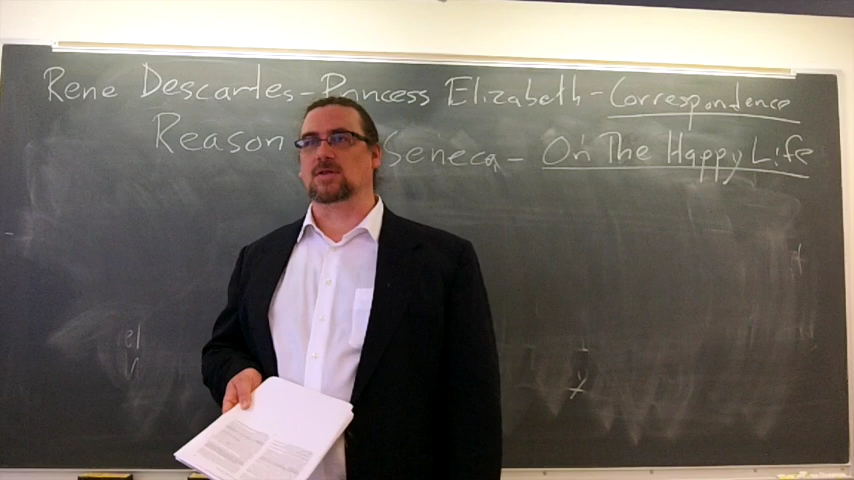 Rene Descartes - Princess Elizabeth - Correspondence
Reason Seneca - On The Happy Life